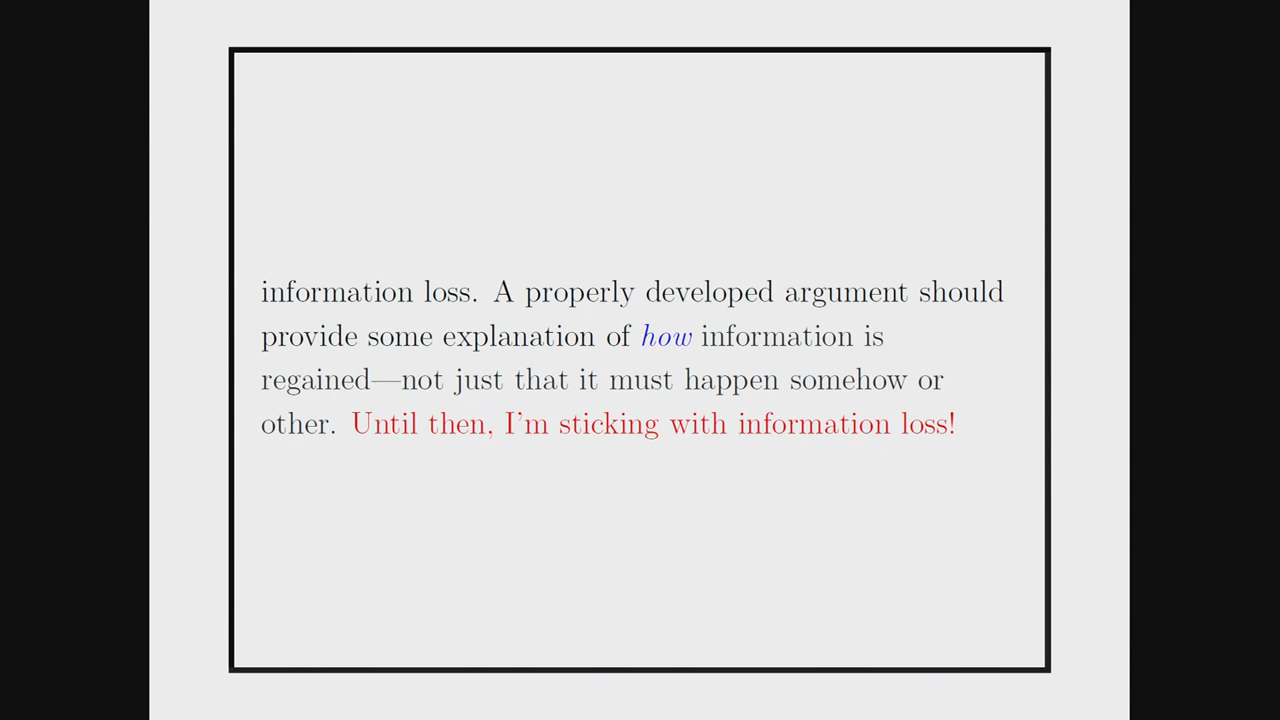 information loss. A properly developed argument should
provide some explanation of how information is
regained—not just that it must happen somehow or
other. Until then, I'm sticking with information loss!